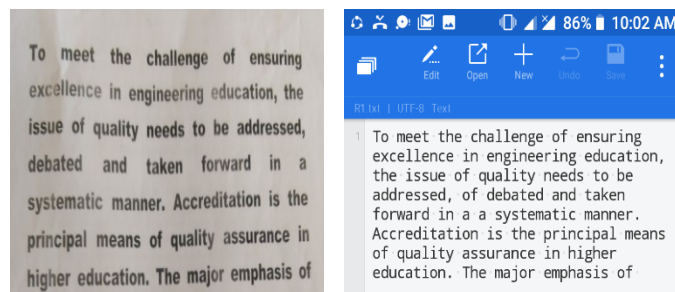 To meet the challenge of ensuring
excellence in engineering education, the
issue of quality needs to be addressed,
debated and taken forward in a
systematic manner. Accreditation is the
principal means of quality assurance in
higher education. The major emphasis of
86% 10:02 AM
Edit Open New Undo Save
R1.txt | UTF-8 Text
1 To meet the challenge of ensuring
excellence in engineering education,
the issue of quality needs to be
addressed, of debated and taken
forward in a a systematic manner.
Accreditation is the principal means
of quality assurance in higher
education. The major emphasis of